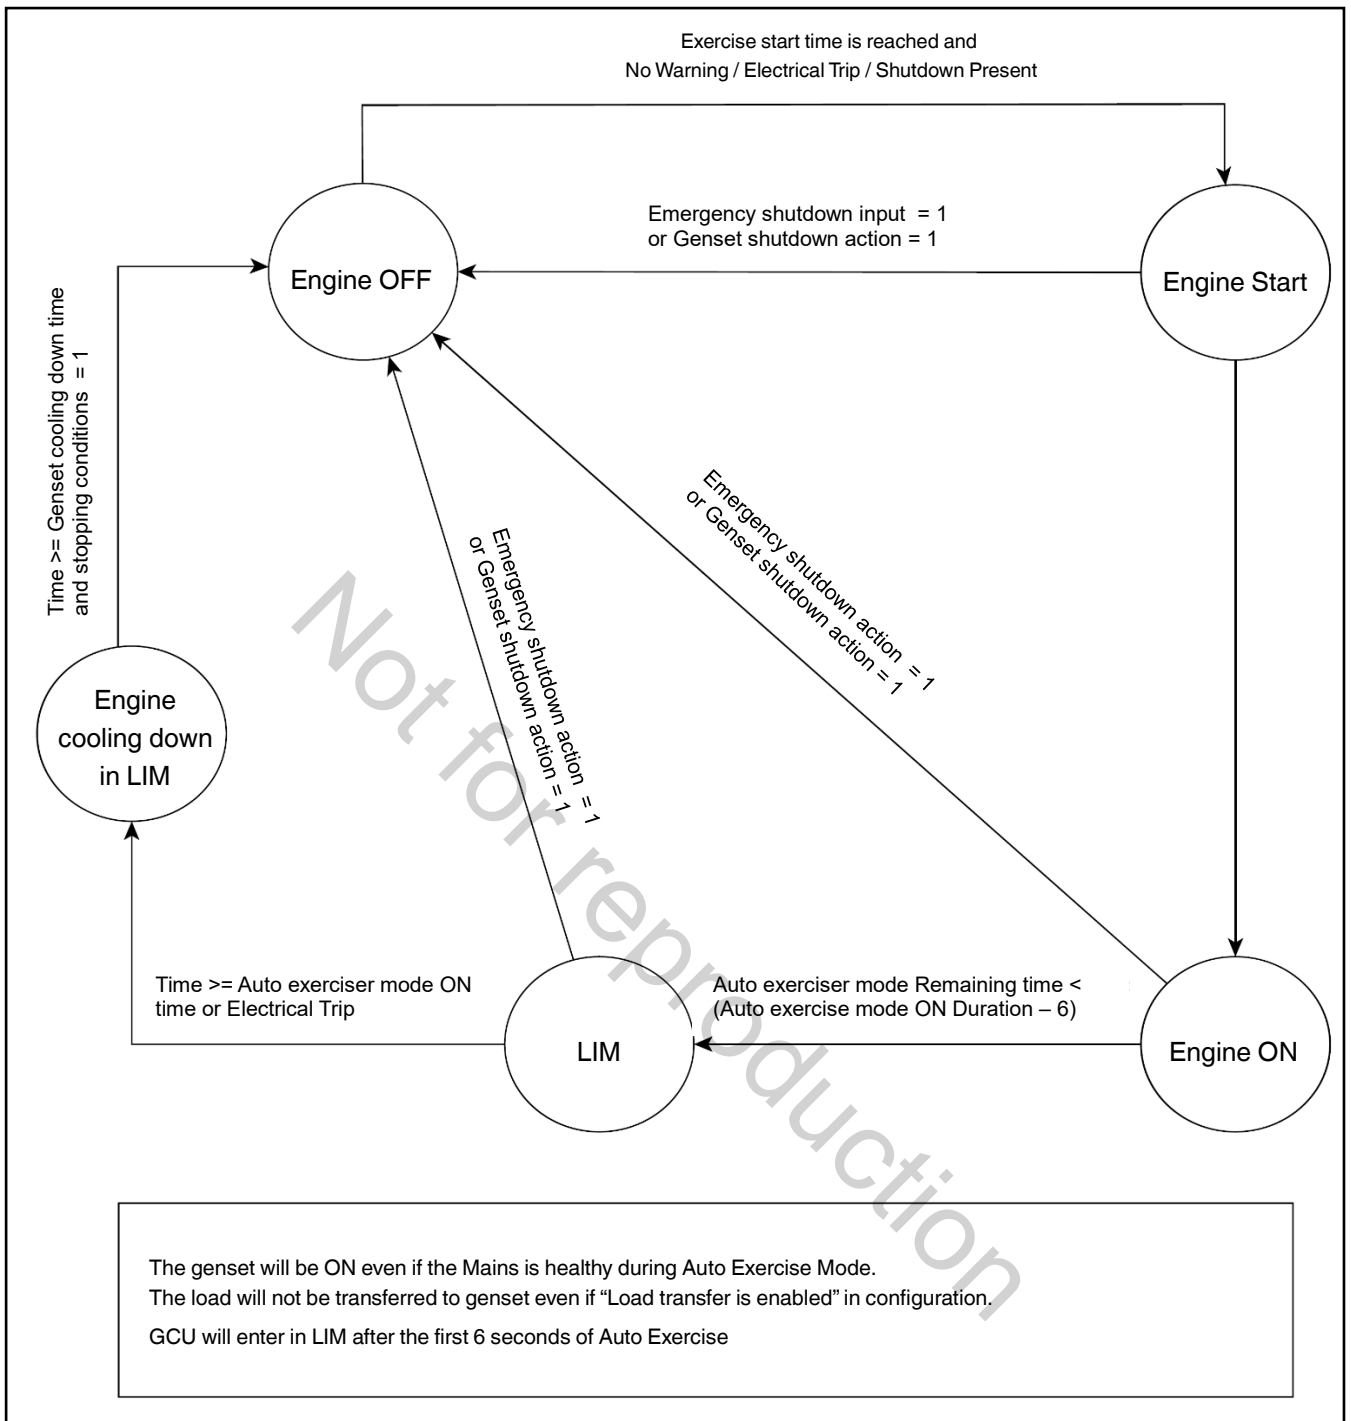 Exercise start time is reached and
No Warning / Electrical Trip / Shutdown Present
Emergency shutdown input = 1
or Genset shutdown action = 1
Engine OFF
Engine Start
Time >= Genset cooling down time
and stopping conditions = 1
Emergency shutdown action = 1
or Genset shutdown action = 1
Emergency shutdown action = 1
or Genset shutdown action = 1
Engine
cooling down
in LIM
Time >= Auto exerciser mode ON
time or Electrical Trip
Auto exerciser mode Remaining time <
(Auto exercise mode ON Duration – 6)
LIM
Engine ON
Not for reproduction
The genset will be ON even if the Mains is healthy during Auto Exercise Mode.
The load will not be transferred to genset even if “Load transfer is enabled” in configuration.
GCU will enter in LIM after the first 6 seconds of Auto Exercise